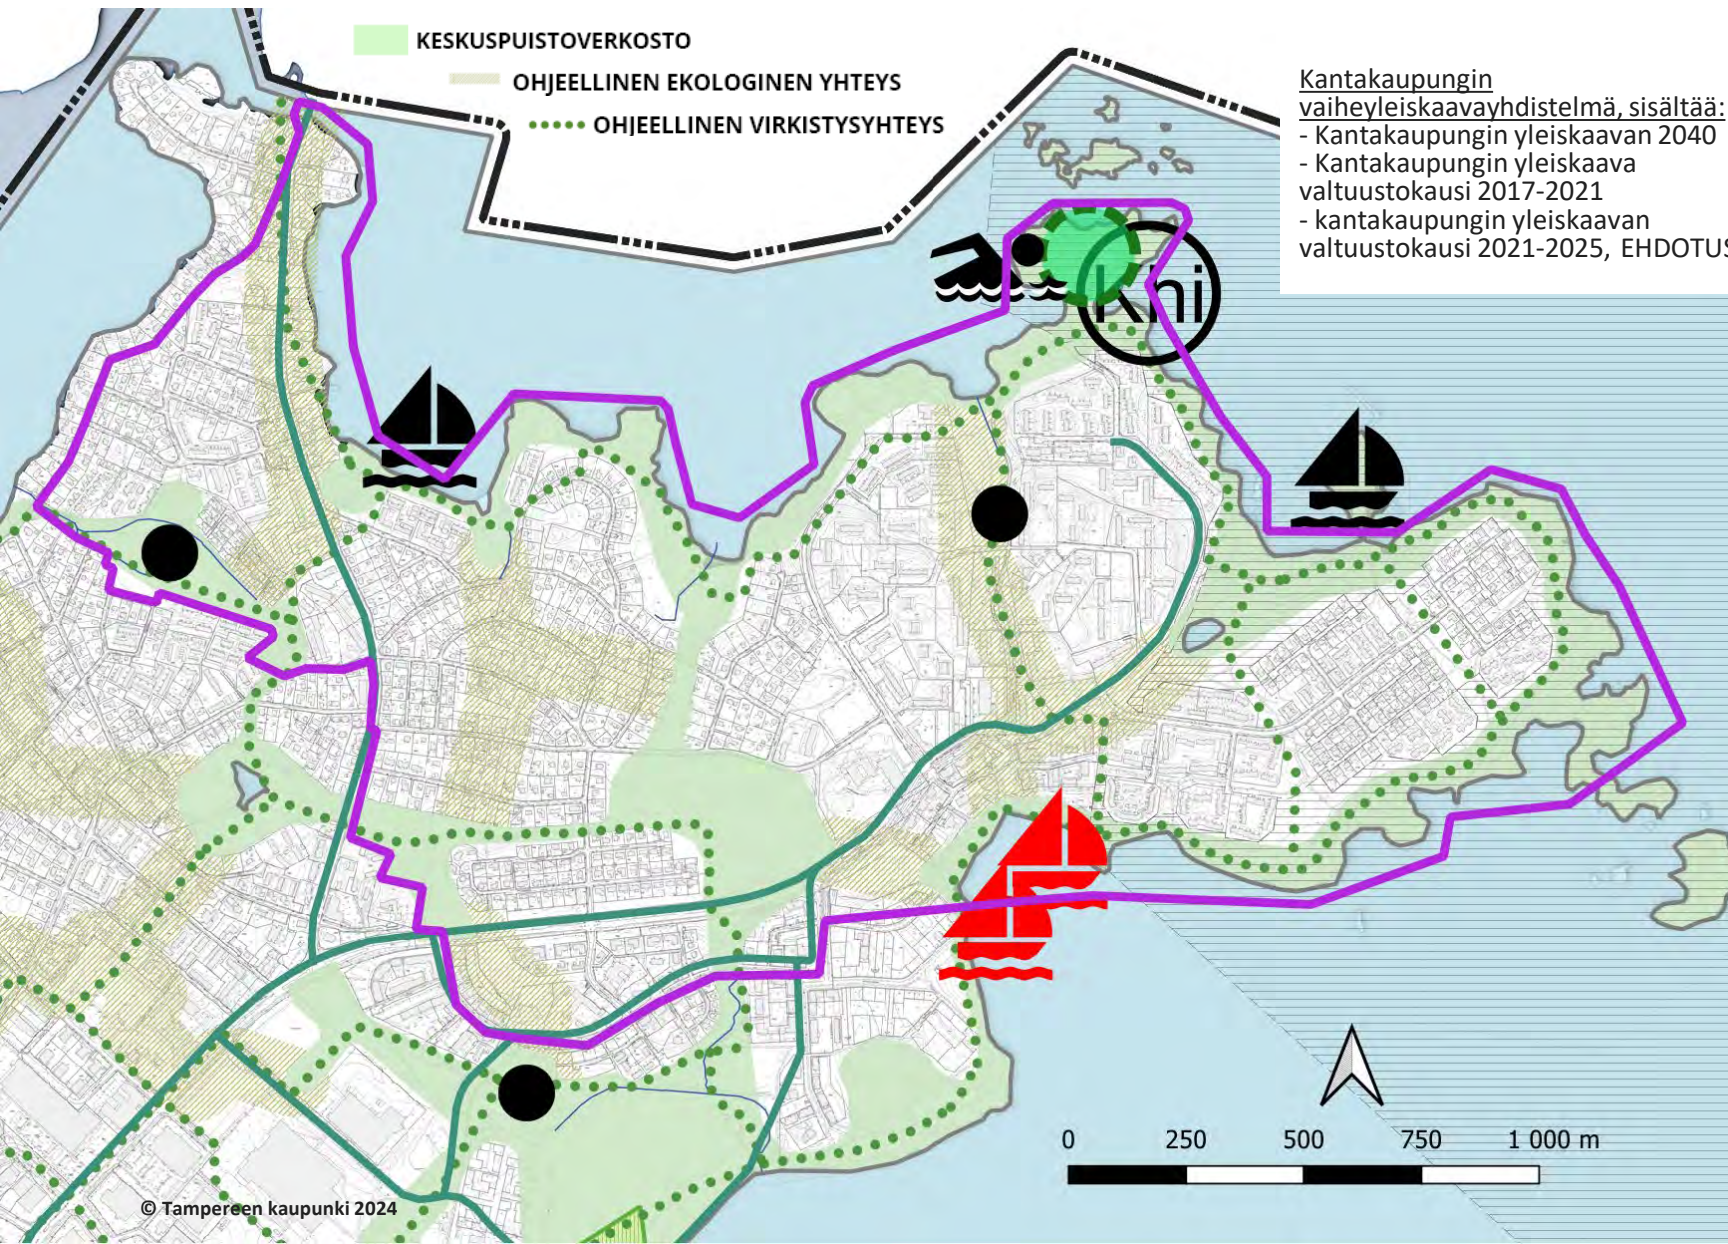 KESKUSPUISTOVERKOSTO
OHJEELLINEN EKOLOGINEN YHTEYS
OHJEELLINEN VIRKISTYSYHTEYS
Kantakaupungin
vaiheyleiskaavayhdistelmä, sisältää:
- Kantakaupungin yleiskaavan 2040
- Kantakaupungin yleiskaava
valtuustokausi 2017-2021
- kantakaupungin yleiskaavan
valtuustokausi 2021-2025, EHDOTUS
khi
0 250 500 750 1 000 m
© Tampereen kaupunki 2024